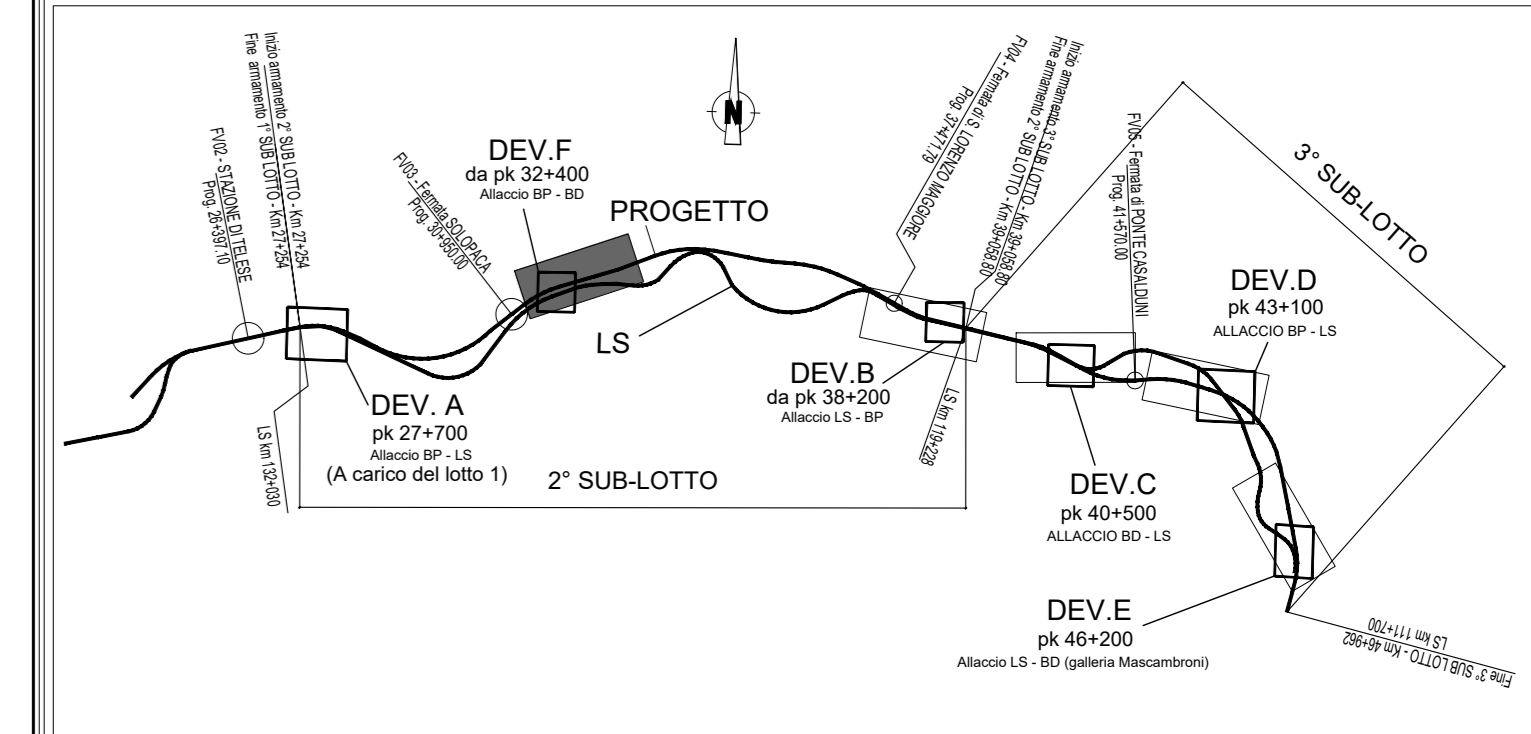 Inizio armamento 2° SUB LOTTO - Km 27+254
Fine armamento 1° SUB LOTTO - Km 27+254
FV02 - STAZIONE DI TELESE
Prog. 26+397.10
LS km132+030
DEV. A
pk 27+700
Allaccio BP - LS
(A carico del lotto 1)
FV03 - Fermata SOLOPACA
Prog. 30+950.00
DEV.F
da pk 32+400
Allaccio BP - BD
PROGETTO
N
LS
2° SUB-LOTTO
FV04 - Fermata di S. LORENZO MAGGIORE
Prog. 37+471.79
Inizio armamento 3° SUB LOTTO - Km 39+058.80
Fine armamento 2° SUB LOTTO - Km 39+058.80
DEV.B
da pk 38+200
Allaccio LS - BP
LS km 119+228
FV05 - Fermata di PONTE CASALDUNI
Prog. 41+570.00
3° SUB-LOTTO
DEV.D
pk 43+100
ALLACCIO BP - LS
DEV.C
pk 40+500
ALLACCIO BD - LS
DEV.E
pk 46+200
Allaccio LS - BD (galleria Mascambroni)
Fine 3° SUB LOTTO - Km 46+962
LS km 111+700